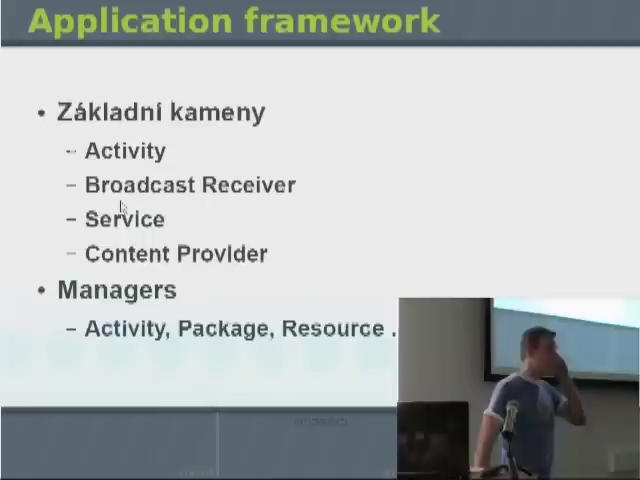 Application framework
• Základní kameny
– Activity
– Broadcast Receiver
– Service
– Content Provider
• Managers
– Activity, Package, Resource .